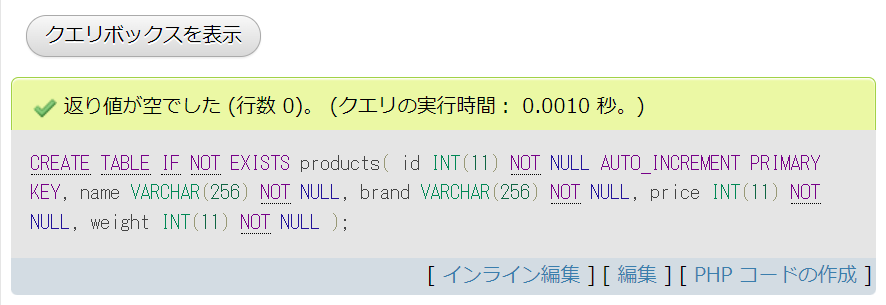 クエリボックスを表示
返り値が空でした (行数 0)。 (クエリの実行時間： 0.0010 秒。)
CREATE TABLE IF NOT EXISTS products( id INT(11) NOT NULL AUTO_INCREMENT PRIMARY
KEY, name VARCHAR(256) NOT NULL, brand VARCHAR(256) NOT NULL, price INT(11) NOT
NULL, weight INT(11) NOT NULL );
[ インライン編集 ] [ 編集 ] [ PHP コードの作成 ]